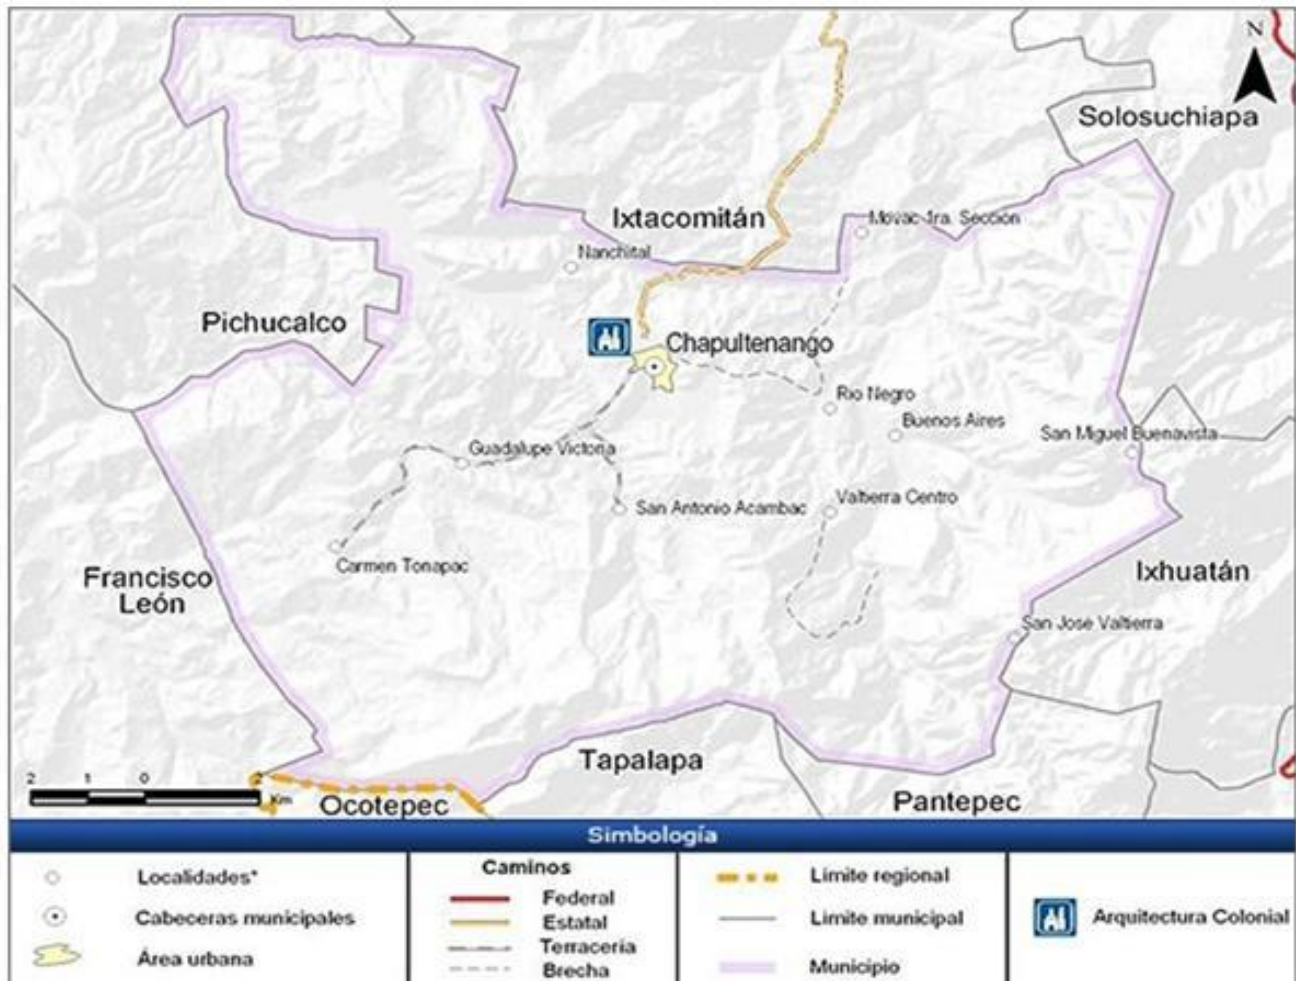 N
Solosuchiapa
Ixtacomitán
Movac 1ra. Sección
Nanchital
Pichucalco
Chapultenango
Rio Negro
Buenos Aires
San Miguel Buenavista
Guadalupe Victoria
Valtierra Centro
San Antonio Acambac
Carmen Tonapac
Francisco
León
Ixhuatán
San Jose Valtierra
Tapalapa
2 1 0 2
Km
Ocotepec
Pantepec
Simbología
Localidades*
Cabeceras municipales
Área urbana
Caminos
Federal
Estatal
Terracería
Brecha
Límite regional
Límite municipal
Municipio
Arquitectura Colonial